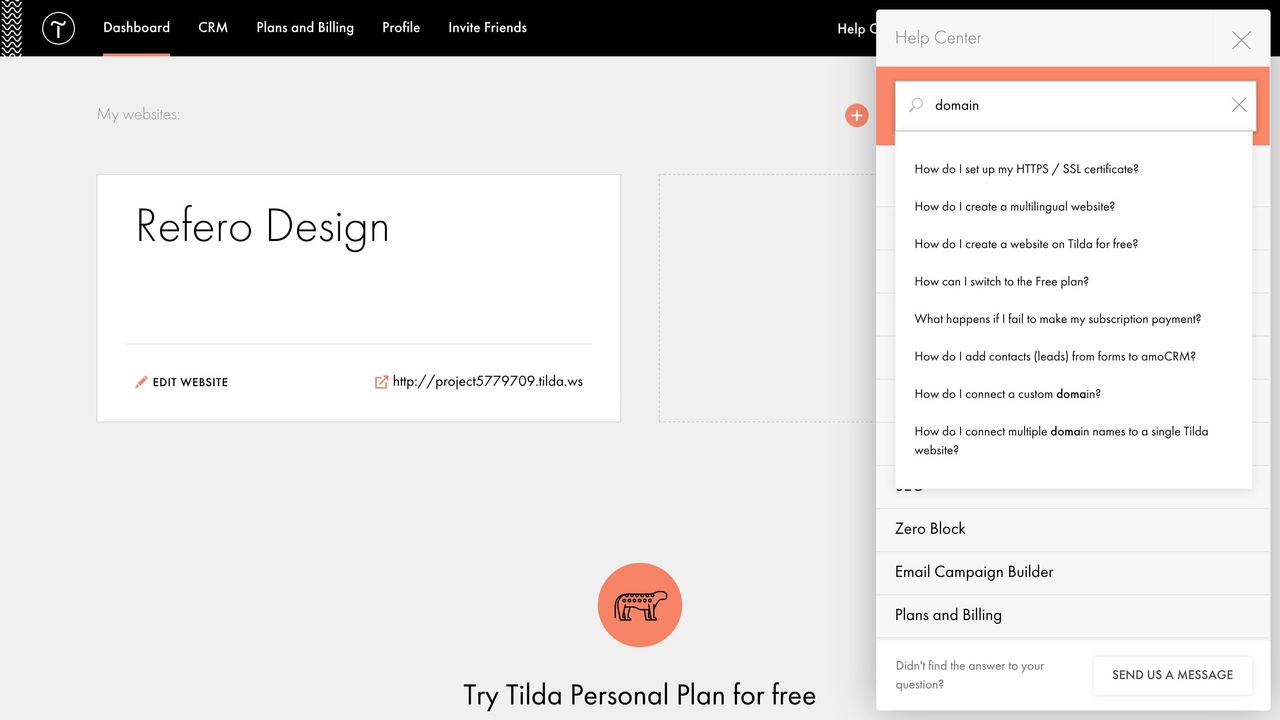 Dashboard
CRM
Plans and Billing
Profile
Invite Friends
Help C
My websites:
Refero Design
EDIT WEBSITE
http://project5779709.tilda.ws
Try Tilda Personal Plan for free
Help Center
domain
How do I set up my HTTPS / SSL certificate?
How do I create a multilingual website?
How do I create a website on Tilda for free?
How can I switch to the Free plan?
What happens if I fail to make my subscription payment?
How do I add contacts (leads) from forms to amoCRM?
How do I connect a custom domain?
How do I connect multiple domain names to a single Tilda
website?
Zero Block
Email Campaign Builder
Plans and Billing
Didn't find the answer to your
question?
SEND US A MESSAGE